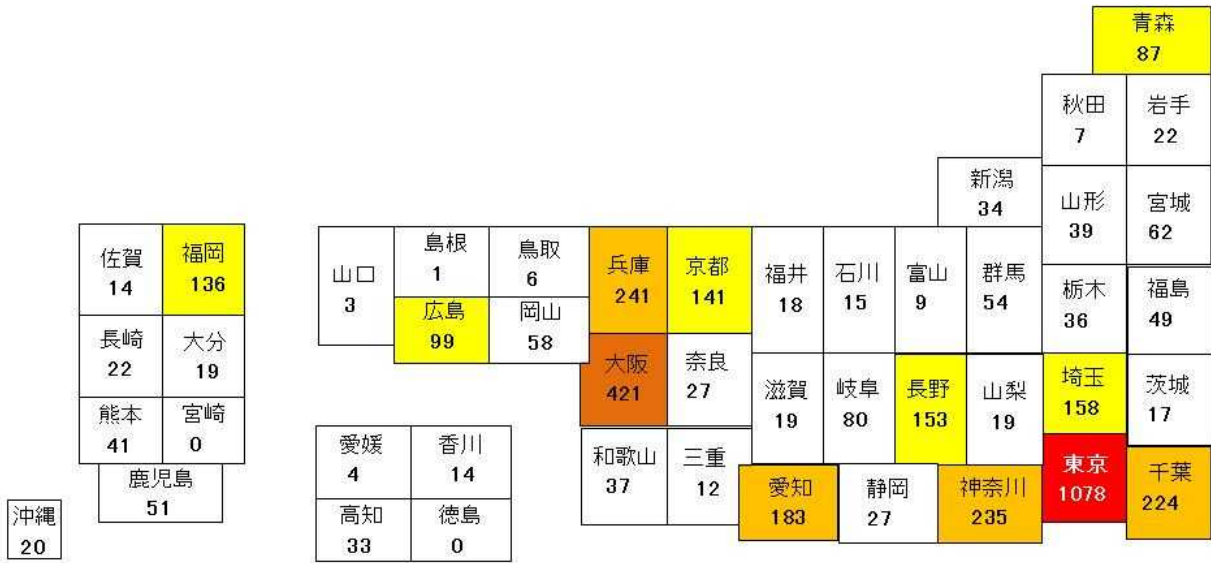 青森
87
秋田
7
岩手
22
新潟
34
山形
39
宮城
62
佐賀
14
福岡
136
山口
3
島根
1
鳥取
6
兵庫
241
京都
141
福井
18
石川
15
富山
9
群馬
54
栃木
36
福島
49
広島
99
岡山
58
長崎
22
大分
19
大阪
421
奈良
27
滋賀
19
岐阜
80
長野
153
山梨
19
埼玉
158
茨城
17
熊本
41
宮崎
0
愛媛
4
香川
14
和歌山
37
三重
12
愛知
183
静岡
27
神奈川
235
東京
1078
千葉
224
鹿児島
51
沖縄
20
高知
33
徳島
0